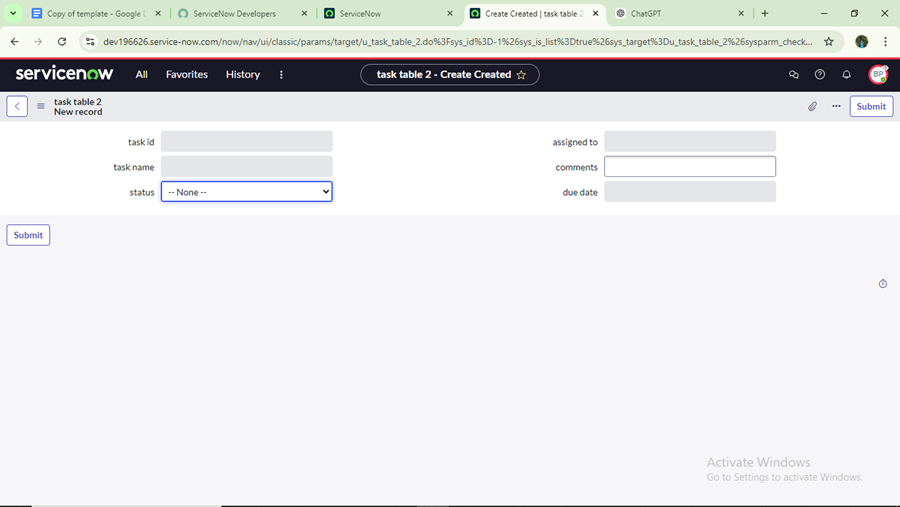 Copy of template - Google D
ServiceNow Developers
ServiceNow
Create Created | task table 2
ChatGPT
dev196626.service-now.com/now/nav/ui/classic/params/target/u_task_table_2.do%3Fsys_id%3D-1%26sys_is_list%3Dtrue%26sys_target%3Du_task_table_2%26sysparm_check...
servicenow
All
Favorites
History
task table 2 - Create Created
BP
task table 2
New record
Submit
task id
assigned to
task name
comments
status
-- None --
due date
Submit
Activate Windows
Go to Settings to activate Windows.